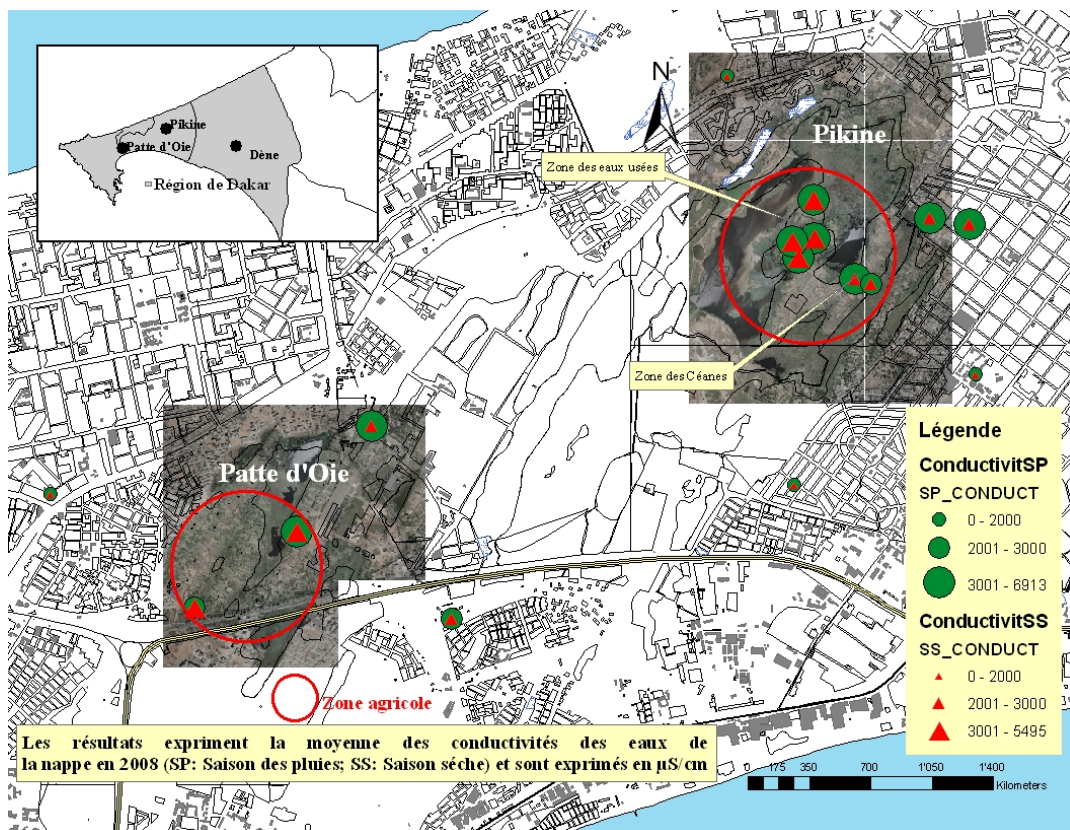 N
Pikine
Patte d'Oie
Dène
Région de Dakar
Pikine
Zone des eaux usées
Zone des Céanes
Patte d'Oie
Zone agricole
Les résultats expriment la moyenne des conductivités des eaux de
la nappe en 2008 (SP: Saison des pluies; SS: Saison séche) et sont exprimés en µS/cm
Légende
ConductivitSP
SP_CONDUCT
0 - 2000
2001 - 3000
3001 - 6913
ConductivitSS
SS_CONDUCT
0 - 2000
2001 - 3000
3001 - 5495
0 175 350 700 1'050 1'400
Kilometers